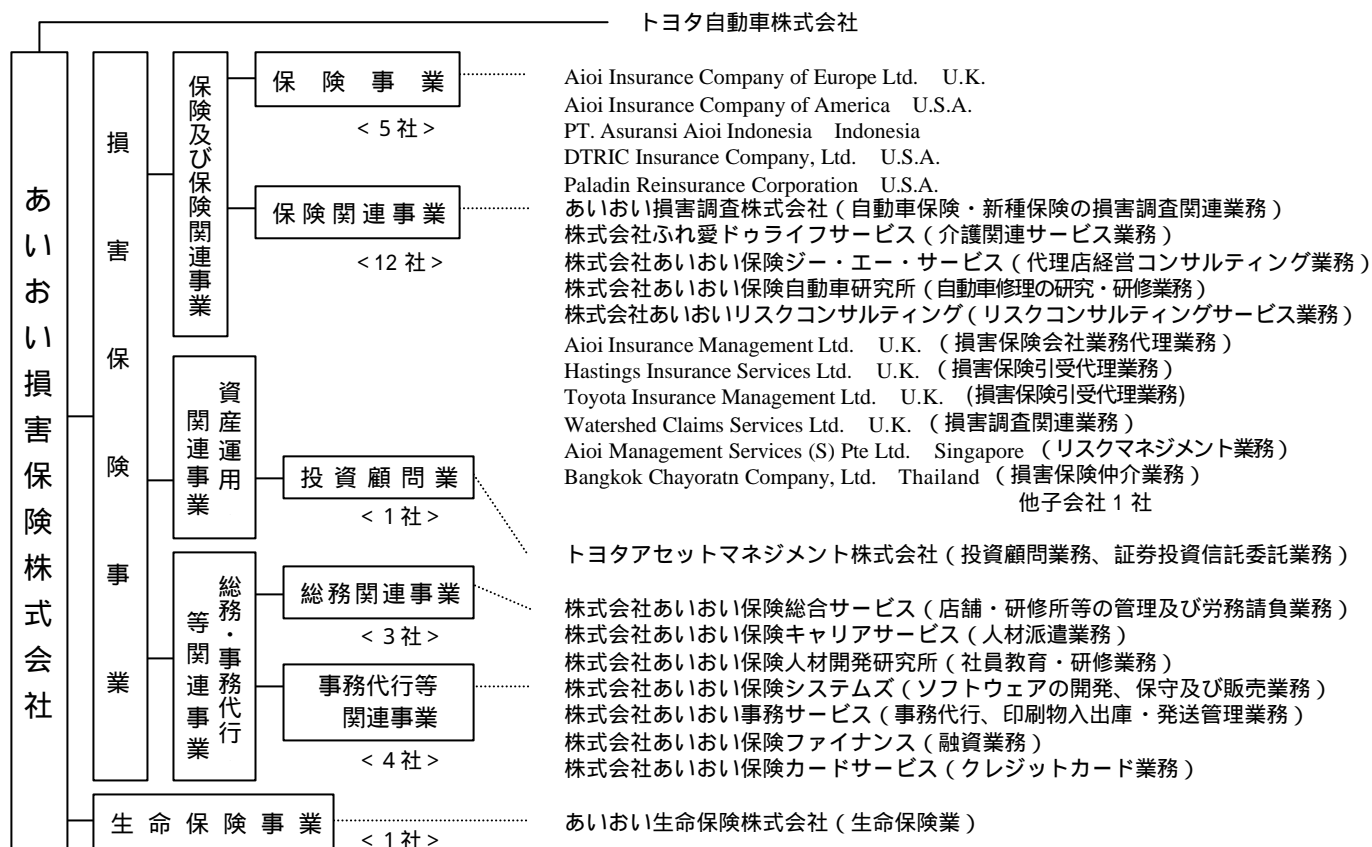 トヨタ自動車株式会社
あいおい損害保険株式会社
損害保険事業
保険及び保険関連事業
保険事業
<5社>
Aioi Insurance Company of Europe Ltd. U.K.
Aioi Insurance Company of America U.S.A.
PT. Asuransi Aioi Indonesia Indonesia
DTRIC Insurance Company, Ltd. U.S.A.
Paladin Reinsurance Corporation U.S.A.
保険関連事業
<12社>
あいおい損害調査株式会社(自動車保険・新種保険の損害調査関連業務)
株式会社ふれ愛ドゥライフサービス(介護関連サービス業務)
株式会社あいおい保険ジー・エー・サービス(代理店経営コンサルティング業務)
株式会社あいおい保険自動車研究所(自動車修理の研究・研修業務)
株式会社あいおいリスクコンサルティング(リスクコンサルティングサービス業務)
Aioi Insurance Management Ltd. U.K. (損害保険会社業務代理業務)
Hastings Insurance Services Ltd. U.K. (損害保険引受代理業務)
Toyota Insurance Management Ltd. U.K. (損害保険引受代理業務)
Watershed Claims Services Ltd. U.K. (損害調査関連業務)
Aioi Management Services (S) Pte Ltd. Singapore (リスクマネジメント業務)
Bangkok Chayoratn Company, Ltd. Thailand (損害保険仲介業務)
他子会社1社
資産運用
関連事業
投資顧問業
<1社>
トヨタアセットマネジメント株式会社(投資顧問業務、証券投資信託委託業務)
総務・事務代行
等関連事業
総務関連事業
<3社>
株式会社あいおい保険総合サービス(店舗・研修所等の管理及び労務請負業務)
株式会社あいおい保険キャリアサービス(人材派遣業務)
株式会社あいおい保険人材開発研究所(社員教育・研修業務)
事務代行等
関連事業
<4社>
株式会社あいおい保険システムズ(ソフトウェアの開発、保守及び販売業務)
株式会社あいおい事務サービス(事務代行、印刷物入出庫・発送管理業務)
株式会社あいおい保険ファイナンス(融資業務)
株式会社あいおい保険カードサービス(クレジットカード業務)
生命保険事業
<1社>
あいおい生命保険株式会社(生命保険業)